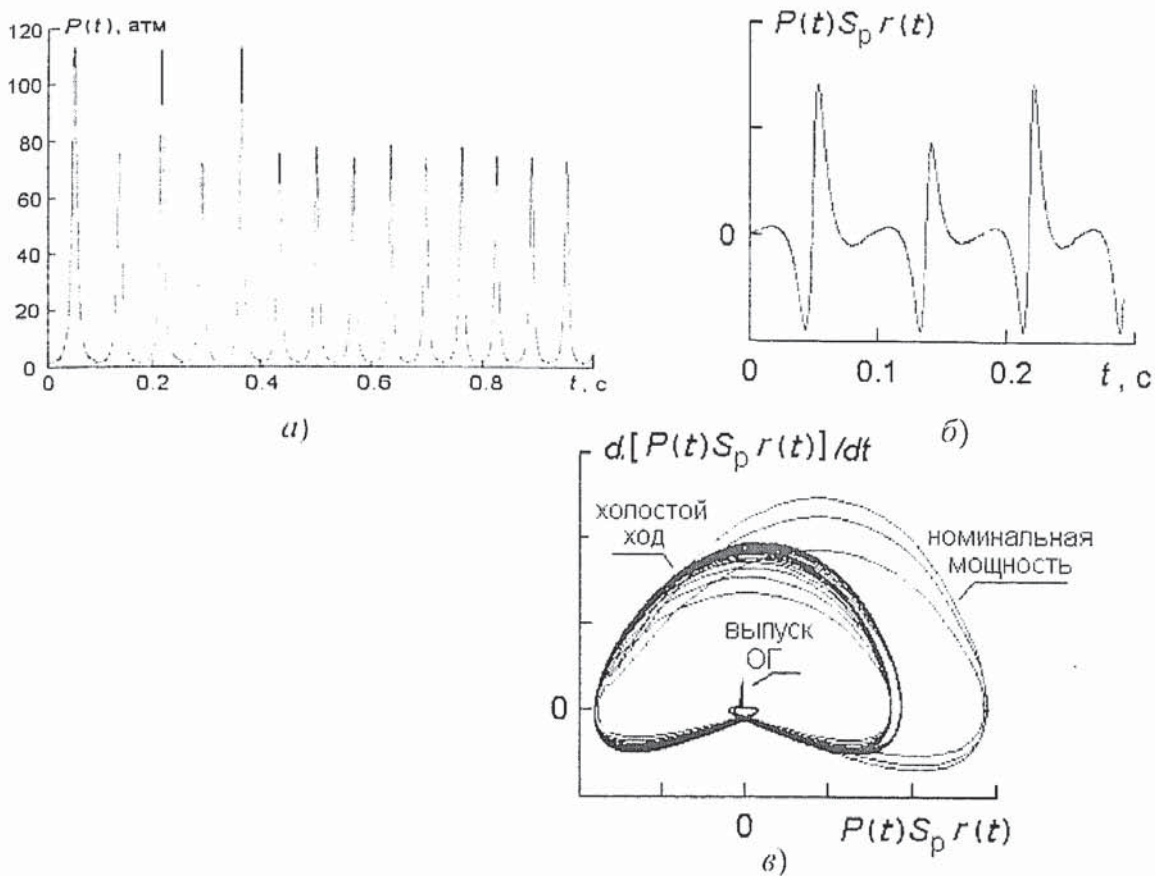 P(t), атм
120
100
80
60
40
20
0
0 0.2 0.4 0.6 0.8 t, с
а)
P(t)Sp r(t)
0
0 0.1 0.2 t, с
б)
d.[P(t)Sp r(t)]/dt
холостой
ход
номинальная
мощность
выпуск
ОГ
0
0 P(t)Sp r(t)
в)